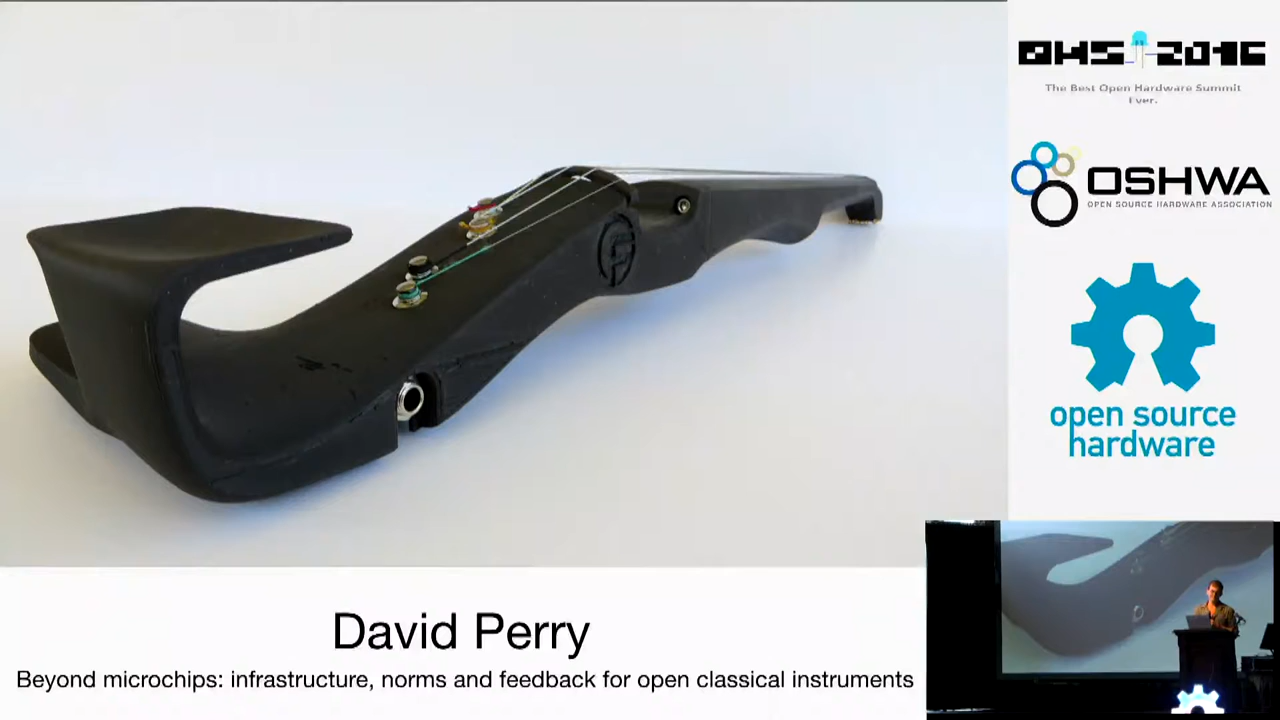 OHS 2016
The Best Open Hardware Summit
Ever.
OSHWA
OPEN SOURCE HARDWARE ASSOCIATION
open source
hardware
David Perry
Beyond microchips: infrastructure, norms and feedback for open classical instruments